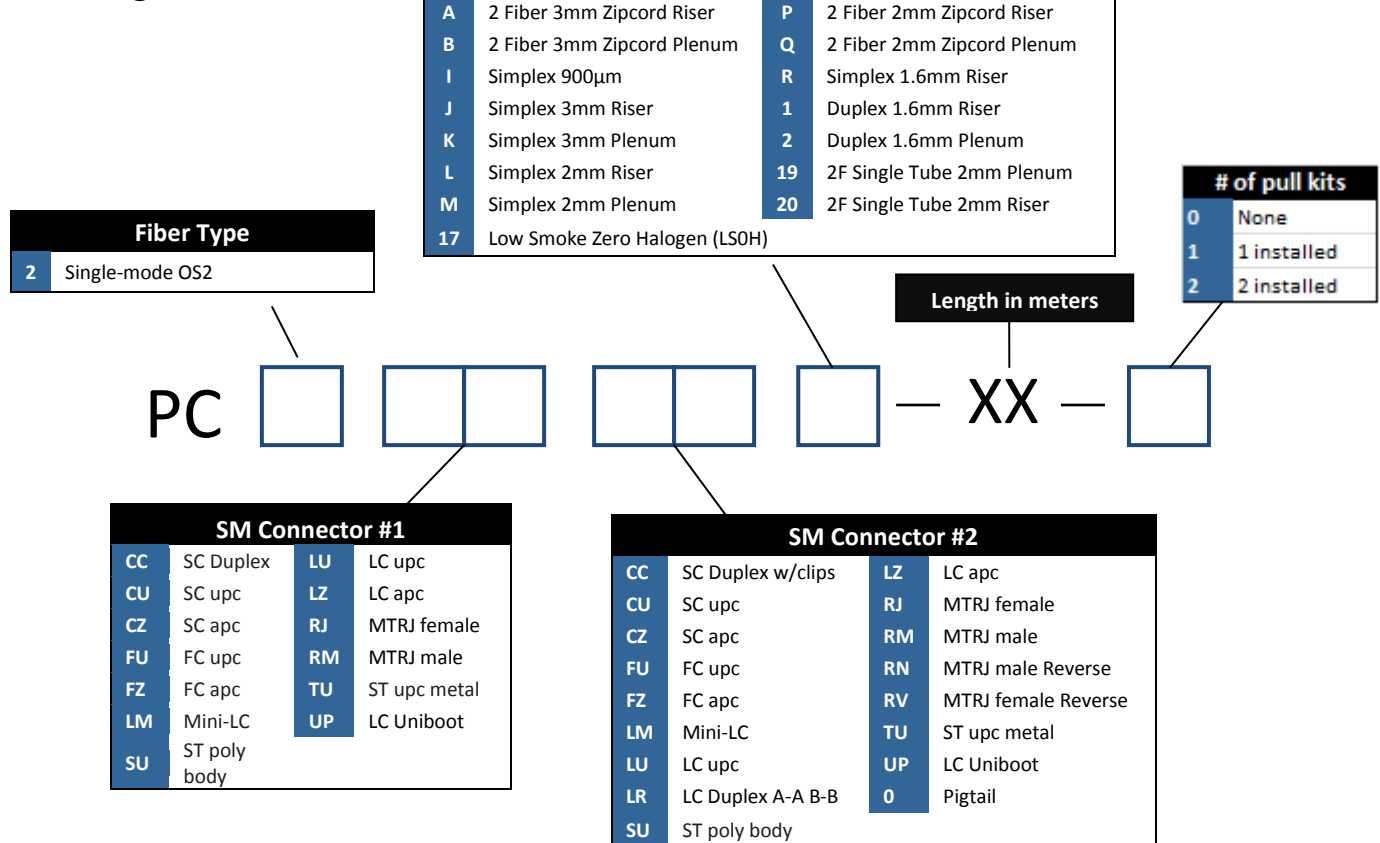 A 2 Fiber 3mm Zipcord Riser P 2 Fiber 2mm Zipcord Riser
B 2 Fiber 3mm Zipcord Plenum Q 2 Fiber 2mm Zipcord Plenum
I Simplex 900µm R Simplex 1.6mm Riser
J Simplex 3mm Riser 1 Duplex 1.6mm Riser
K Simplex 3mm Plenum 2 Duplex 1.6mm Plenum
L Simplex 2mm Riser 19 2F Single Tube 2mm Plenum
M Simplex 2mm Plenum 20 2F Single Tube 2mm Riser
17 Low Smoke Zero Halogen (LS0H)
# of pull kits
0 None
1 1 installed
2 2 installed
Fiber Type
2 Single-mode OS2
Length in meters
PC — XX —
SM Connector #1
CC SC Duplex LU LC upc
CU SC upc LZ LC apc
CZ SC apc RJ MTRJ female
FU FC upc RM MTRJ male
FZ FC apc TU ST upc metal
LM Mini-LC UP LC Uniboot
SU ST poly
body
SM Connector #2
CC SC Duplex w/clips LZ LC apc
CU SC upc RJ MTRJ female
CZ SC apc RM MTRJ male
FU FC upc RN MTRJ male Reverse
FZ FC apc RV MTRJ female Reverse
LM Mini-LC TU ST upc metal
LU LC upc UP LC Uniboot
LR LC Duplex A-A B-B 0 Pigtail
SU ST poly body